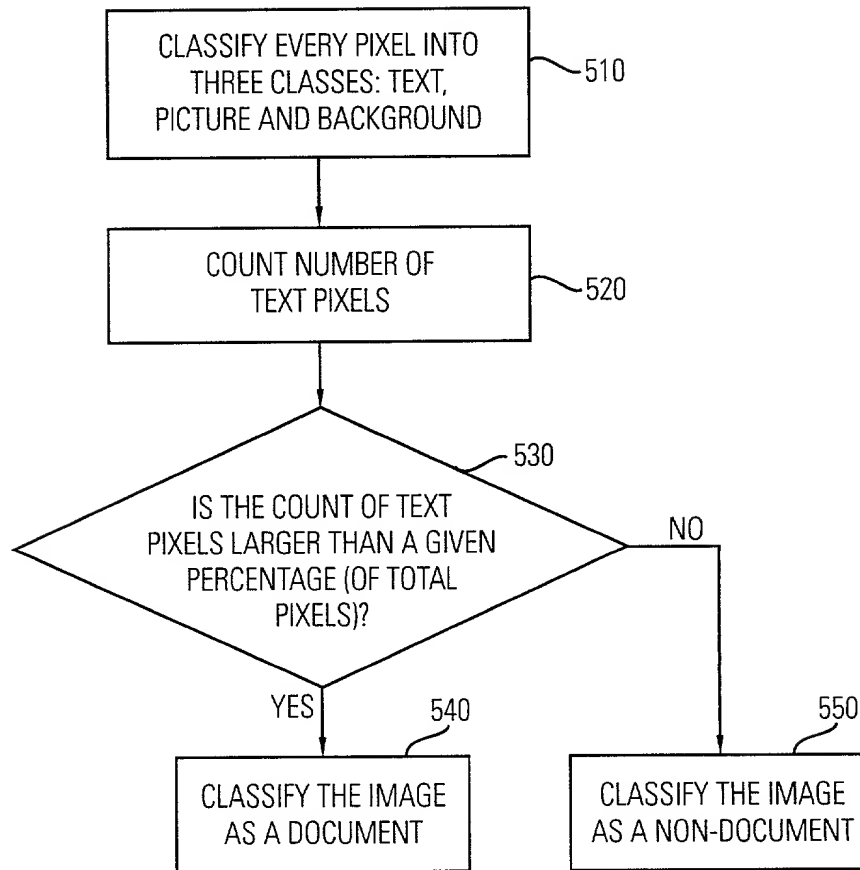 CLASSIFY EVERY PIXEL INTO
THREE CLASSES: TEXT,
PICTURE AND BACKGROUND
510
COUNT NUMBER OF
TEXT PIXELS
520
530
IS THE COUNT OF TEXT
PIXELS LARGER THAN A GIVEN
PERCENTAGE (OF TOTAL
PIXELS)?
NO
YES
540
550
CLASSIFY THE IMAGE
AS A DOCUMENT
CLASSIFY THE IMAGE
AS A NON-DOCUMENT